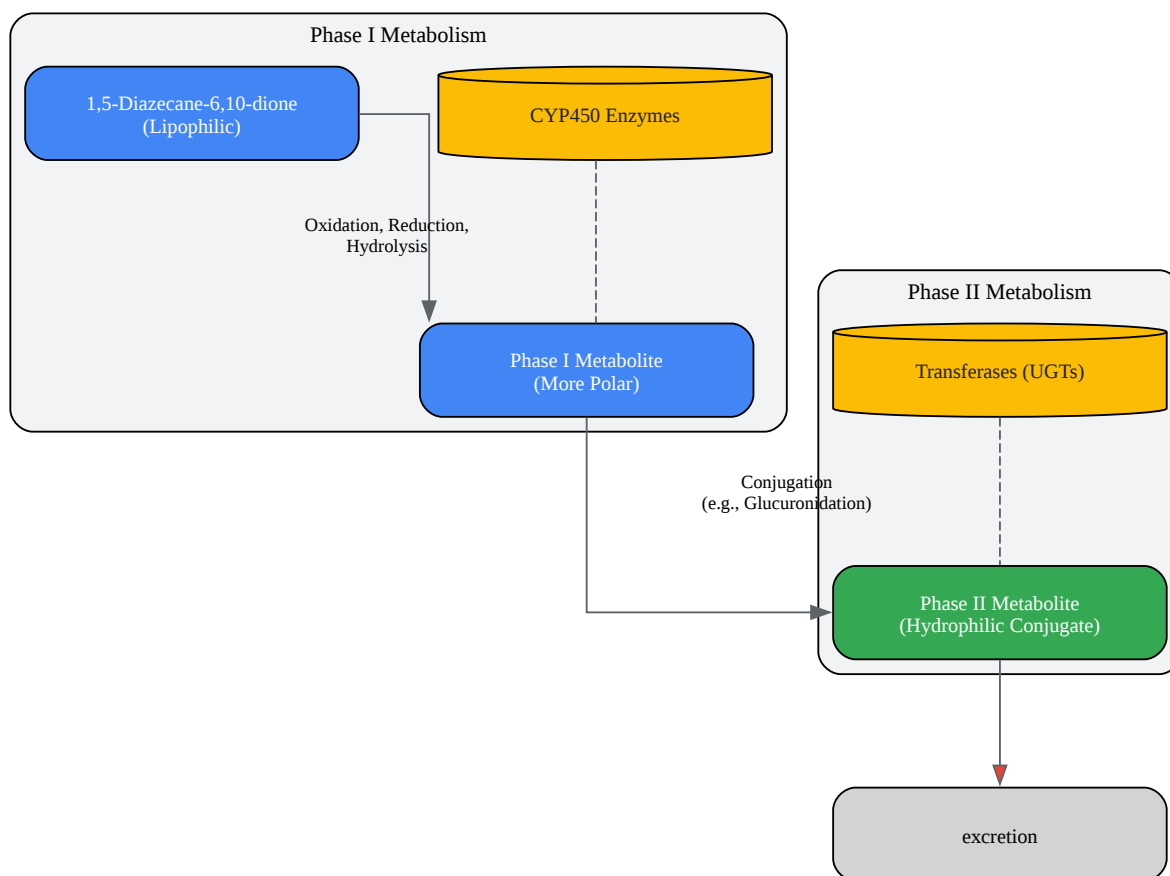 Phase I Metabolism
1,5-Diazecane-6,10-dione
(Lipophilic)
CYP450 Enzymes
Oxidation, Reduction,
Hydrolysis
Phase I Metabolite
(More Polar)
Phase II Metabolism
Transferases (UGTs)
Conjugation
(e.g., Glucuronidation)
Phase II Metabolite
(Hydrophilic Conjugate)
excretion